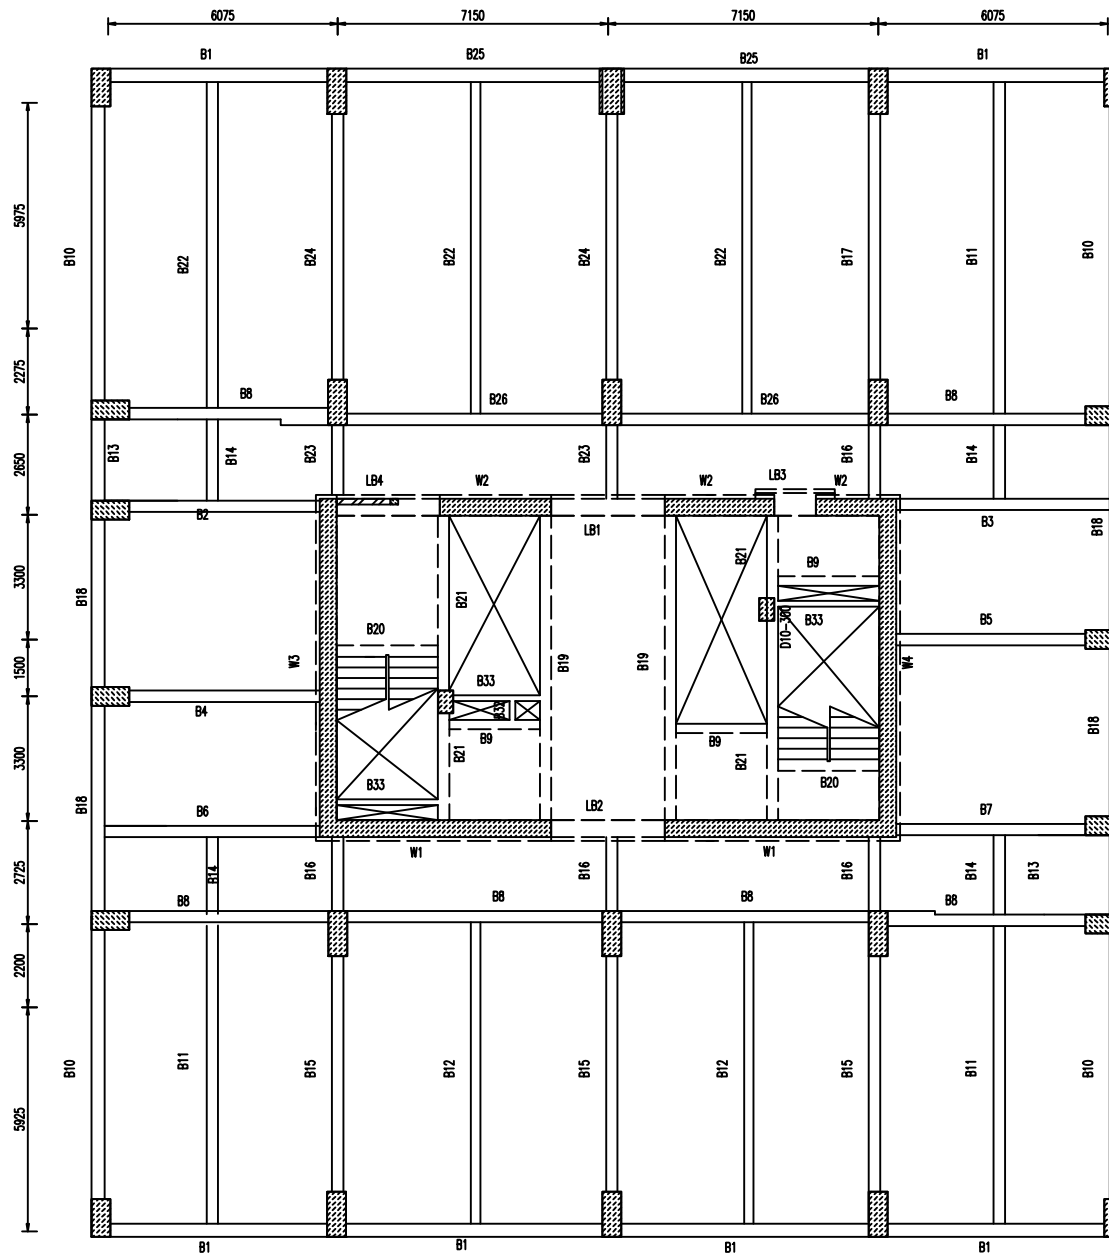 6075 7150 7150 6075
B1 B25 B25 B1
5975
B10 B22 B24 B22 B24 B22 B17 B11 B10
2275
B8 B26 B26 B8
2650
B13 B14 B23 B23 B16 B14
LB4 W2 W2 LB3 W2
B2 LB1 B3 B18
3300
B18 B21 B21 B9
B20 D10-300 B33 B5
1500
W3 B19 B19 W4
B4 B33 B32 B18
3300
B9 B21 B9 B21 B20
B33
B18 B6 LB2 B7
2725
W1 W1
B14 B16 B16 B16 B14 B13
B8 B8 B8 B8
2200
B10 B11 B15 B12 B15 B12 B15 B11 B10
5925
B1 B1 B1 B1